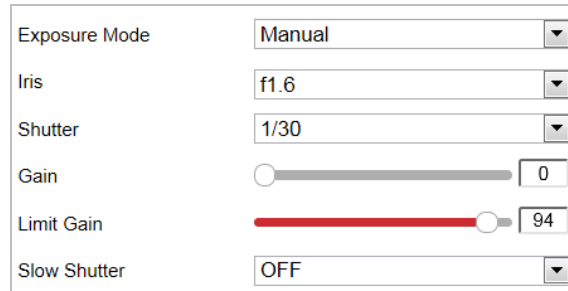 Exposure Mode Manual
Iris f1.6
Shutter 1/30
Gain 0
Limit Gain 94
Slow Shutter OFF